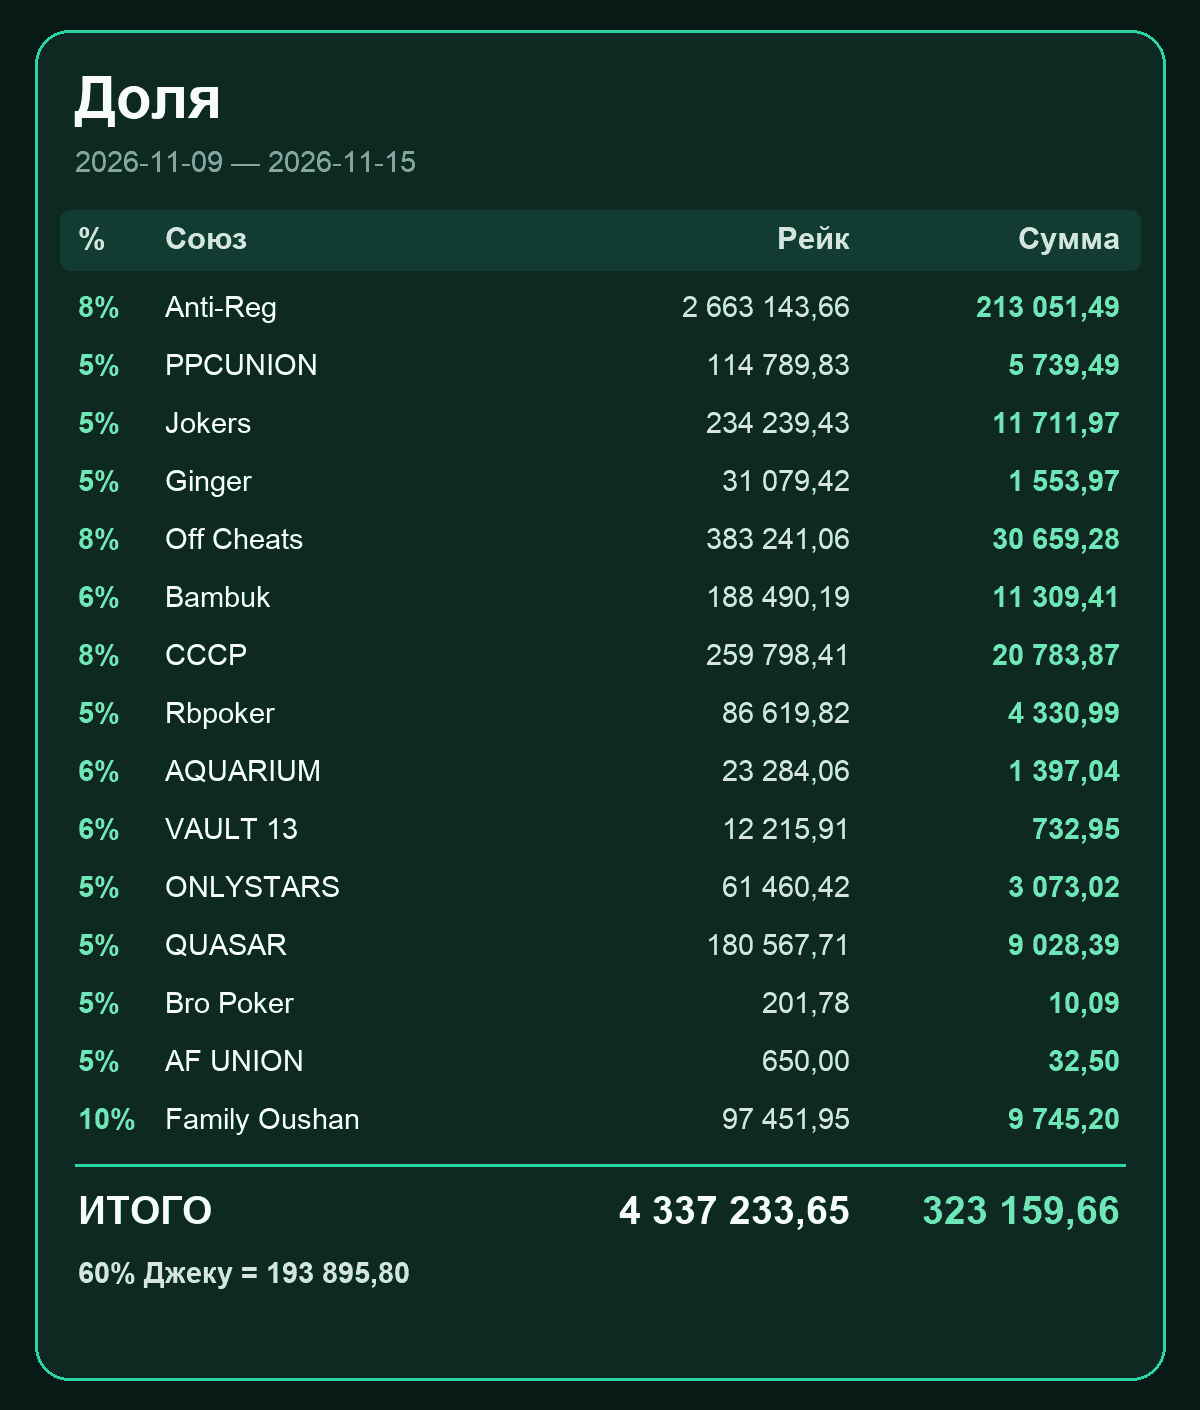 Доля
2026-11-09 — 2026-11-15
% Союз Рейк Сумма
8% Anti-Reg 2 663 143,66 213 051,49
5% PPCUNION 114 789,83 5 739,49
5% Jokers 234 239,43 11 711,97
5% Ginger 31 079,42 1 553,97
8% Off Cheats 383 241,06 30 659,28
6% Bambuk 188 490,19 11 309,41
8% CCCP 259 798,41 20 783,87
5% Rbpoker 86 619,82 4 330,99
6% AQUARIUM 23 284,06 1 397,04
6% VAULT 13 12 215,91 732,95
5% ONLYSTARS 61 460,42 3 073,02
5% QUASAR 180 567,71 9 028,39
5% Bro Poker 201,78 10,09
5% AF UNION 650,00 32,50
10% Family Oushan 97 451,95 9 745,20
ИТОГО 4 337 233,65 323 159,66
60% Джеку = 193 895,80